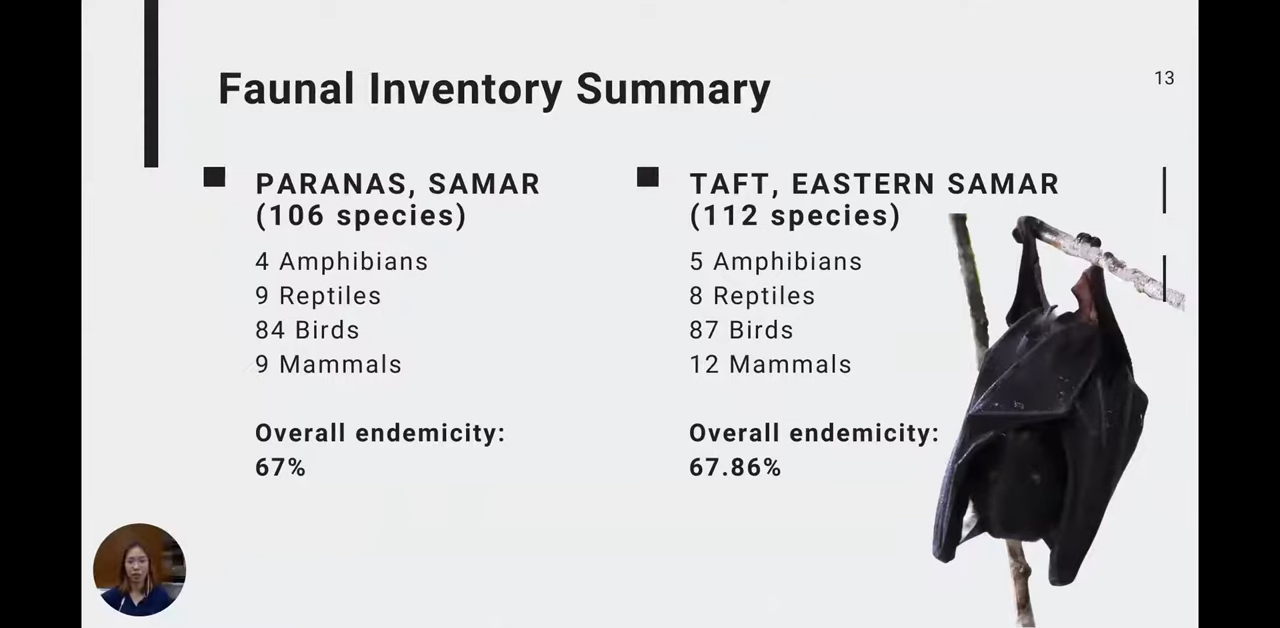 Faunal Inventory Summary
13
PARANAS, SAMAR
(106 species)
4 Amphibians
9 Reptiles
84 Birds
9 Mammals
Overall endemicity:
67%
TAFT, EASTERN SAMAR
(112 species)
5 Amphibians
8 Reptiles
87 Birds
12 Mammals
Overall endemicity:
67.86%